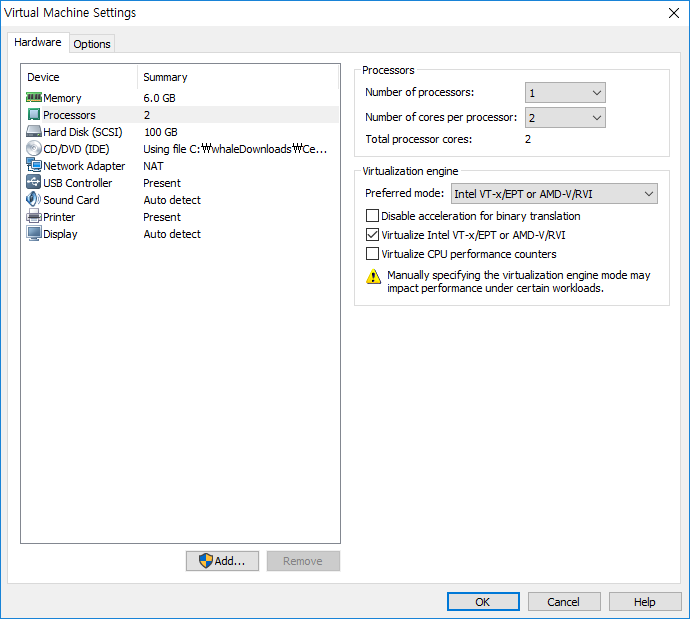 Virtual Machine Settings
Hardware
Options
Device Summary
Memory 6.0 GB
Processors 2
Hard Disk (SCSI) 100 GB
CD/DVD (IDE) Using file C:₩whaleDownloads₩Ce...
Network Adapter NAT
USB Controller Present
Sound Card Auto detect
Printer Present
Display Auto detect
Add...
Remove
Processors
Number of processors: 1
Number of cores per processor: 2
Total processor cores: 2
Virtualization engine
Preferred mode: Intel VT-x/EPT or AMD-V/RVI
Disable acceleration for binary translation
Virtualize Intel VT-x/EPT or AMD-V/RVI
Virtualize CPU performance counters
Manually specifying the virtualization engine mode may
impact performance under certain workloads.
OK
Cancel
Help